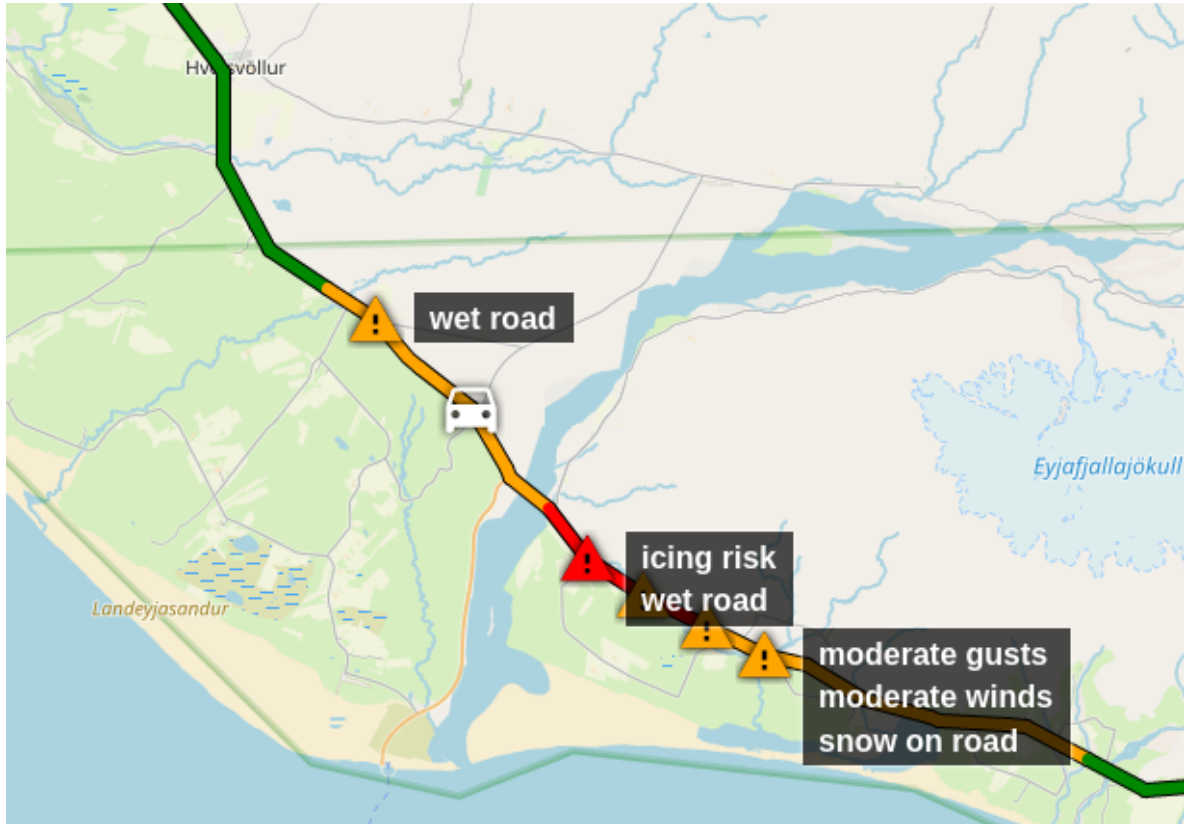 Hvolsvöllur
wet road
Eyjafjallajökull
icing risk
wet road
Landeyjasandur
moderate gusts
moderate winds
snow on road